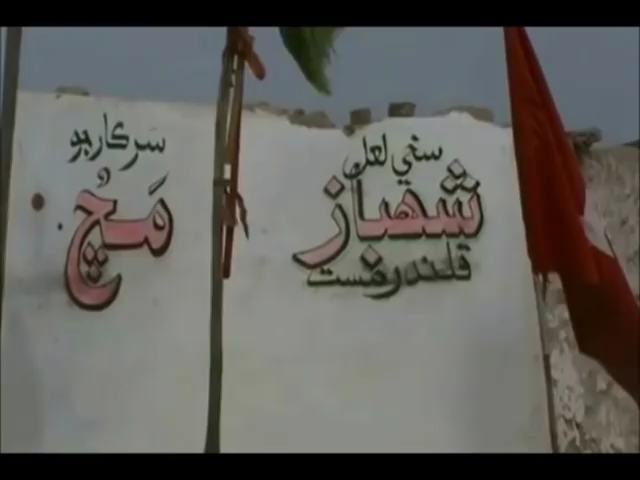 سخي لعل
شهباز
قلندر مست
سرڪار جو
مَچُ